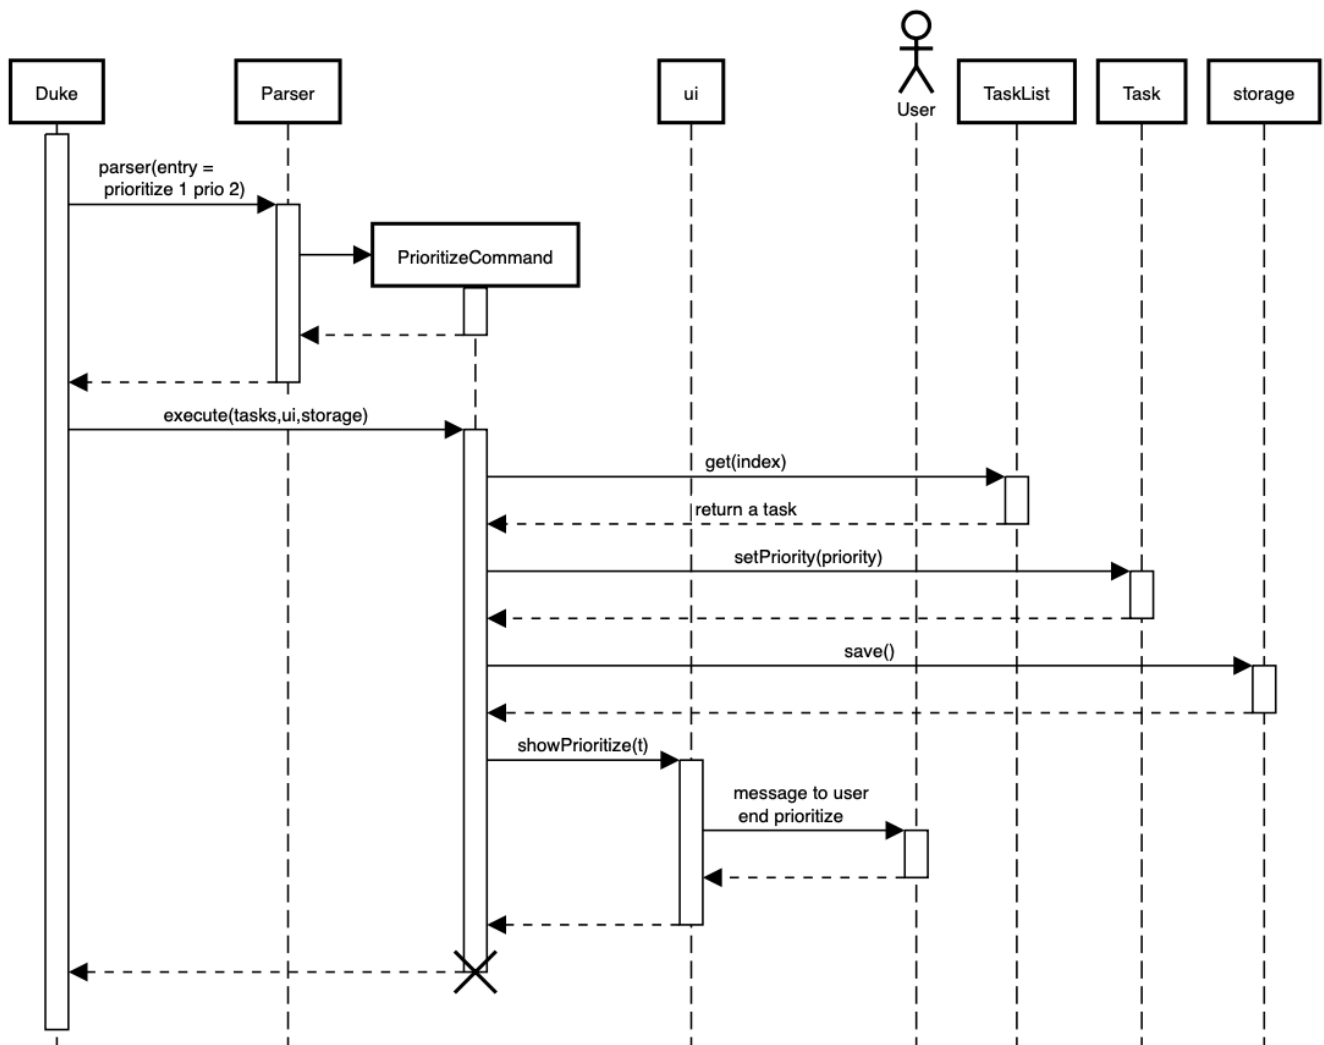 Duke
Parser
ui
User
TaskList
Task
storage
parser(entry =
prioritize 1 prio 2)
PrioritizeCommand
execute(tasks,ui,storage)
get(index)
return a task
setPriority(priority)
save()
showPrioritize(t)
message to user
end prioritize